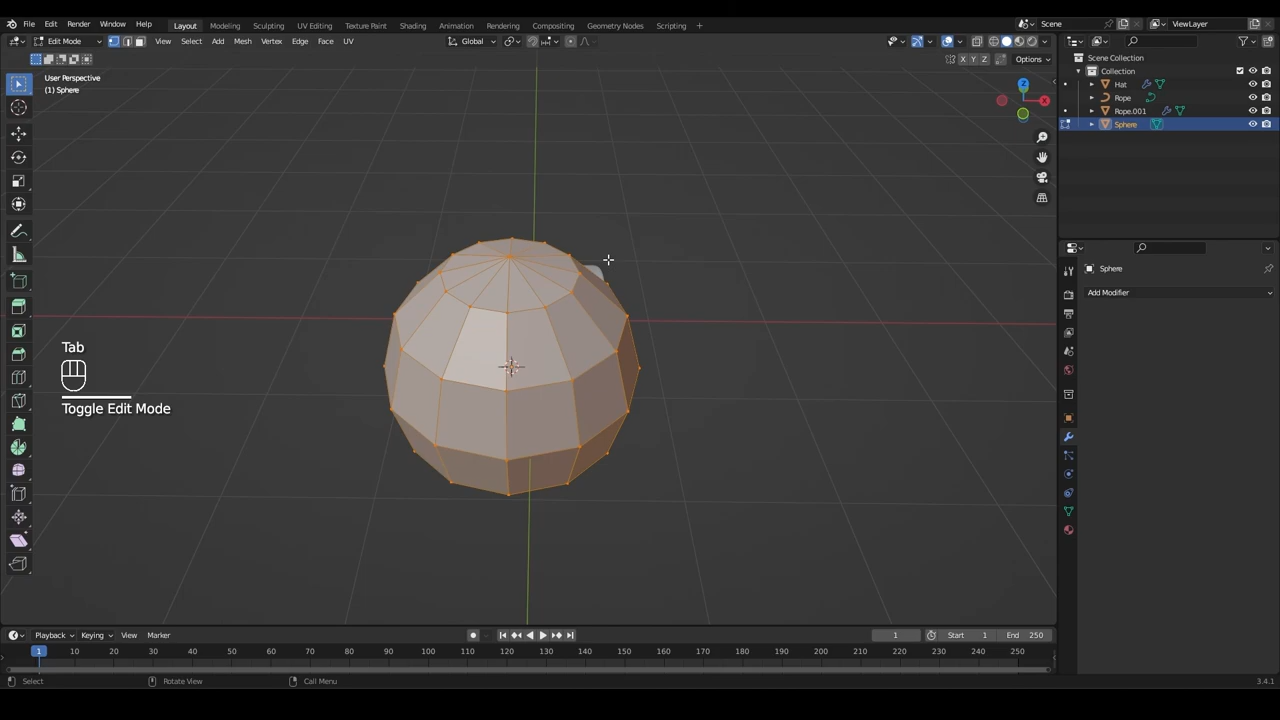 File Edit Render Window Help Layout Modeling Sculpting UV Editing Texture Paint Shading Animation Rendering Compositing Geometry Nodes Scripting + Scene ViewLayer
Edit Mode View Select Add Mesh Vertex Edge Face UV Global
X Y Z Options
User Perspective
(1) Sphere
Z
X
Scene Collection
Collection
Hat
Rope
Rope.001
Sphere
Sphere
Add Modifier
Tab
Toggle Edit Mode
Playback Keying View Marker 1 Start 1 End 250
1 10 20 30 40 50 60 70 80 90 100 110 120 130 140 150 160 170 180 190 200 210 220 230 240 250
Select Rotate View Call Menu 3.4.1